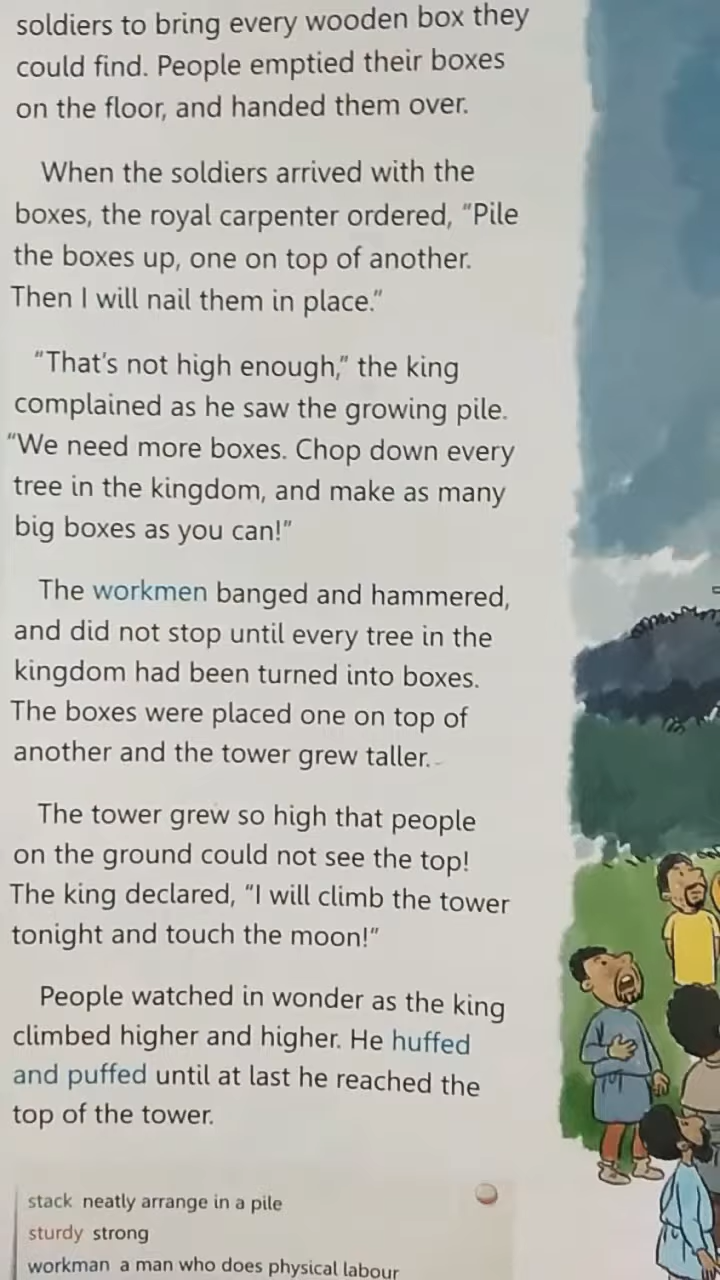 soldiers to bring every wooden box they
could find. People emptied their boxes
on the floor, and handed them over.
When the soldiers arrived with the
boxes, the royal carpenter ordered, “Pile
the boxes up, one on top of another.
Then I will nail them in place.”
“That’s not high enough,” the king
complained as he saw the growing pile.
“We need more boxes. Chop down every
tree in the kingdom, and make as many
big boxes as you can!”
The workmen banged and hammered,
and did not stop until every tree in the
kingdom had been turned into boxes.
The boxes were placed one on top of
another and the tower grew taller.
The tower grew so high that people
on the ground could not see the top!
The king declared, “I will climb the tower
tonight and touch the moon!”
People watched in wonder as the king
climbed higher and higher. He huffed
and puffed until at last he reached the
top of the tower.
stack neatly arrange in a pile
sturdy strong
workman a man who does physical labour